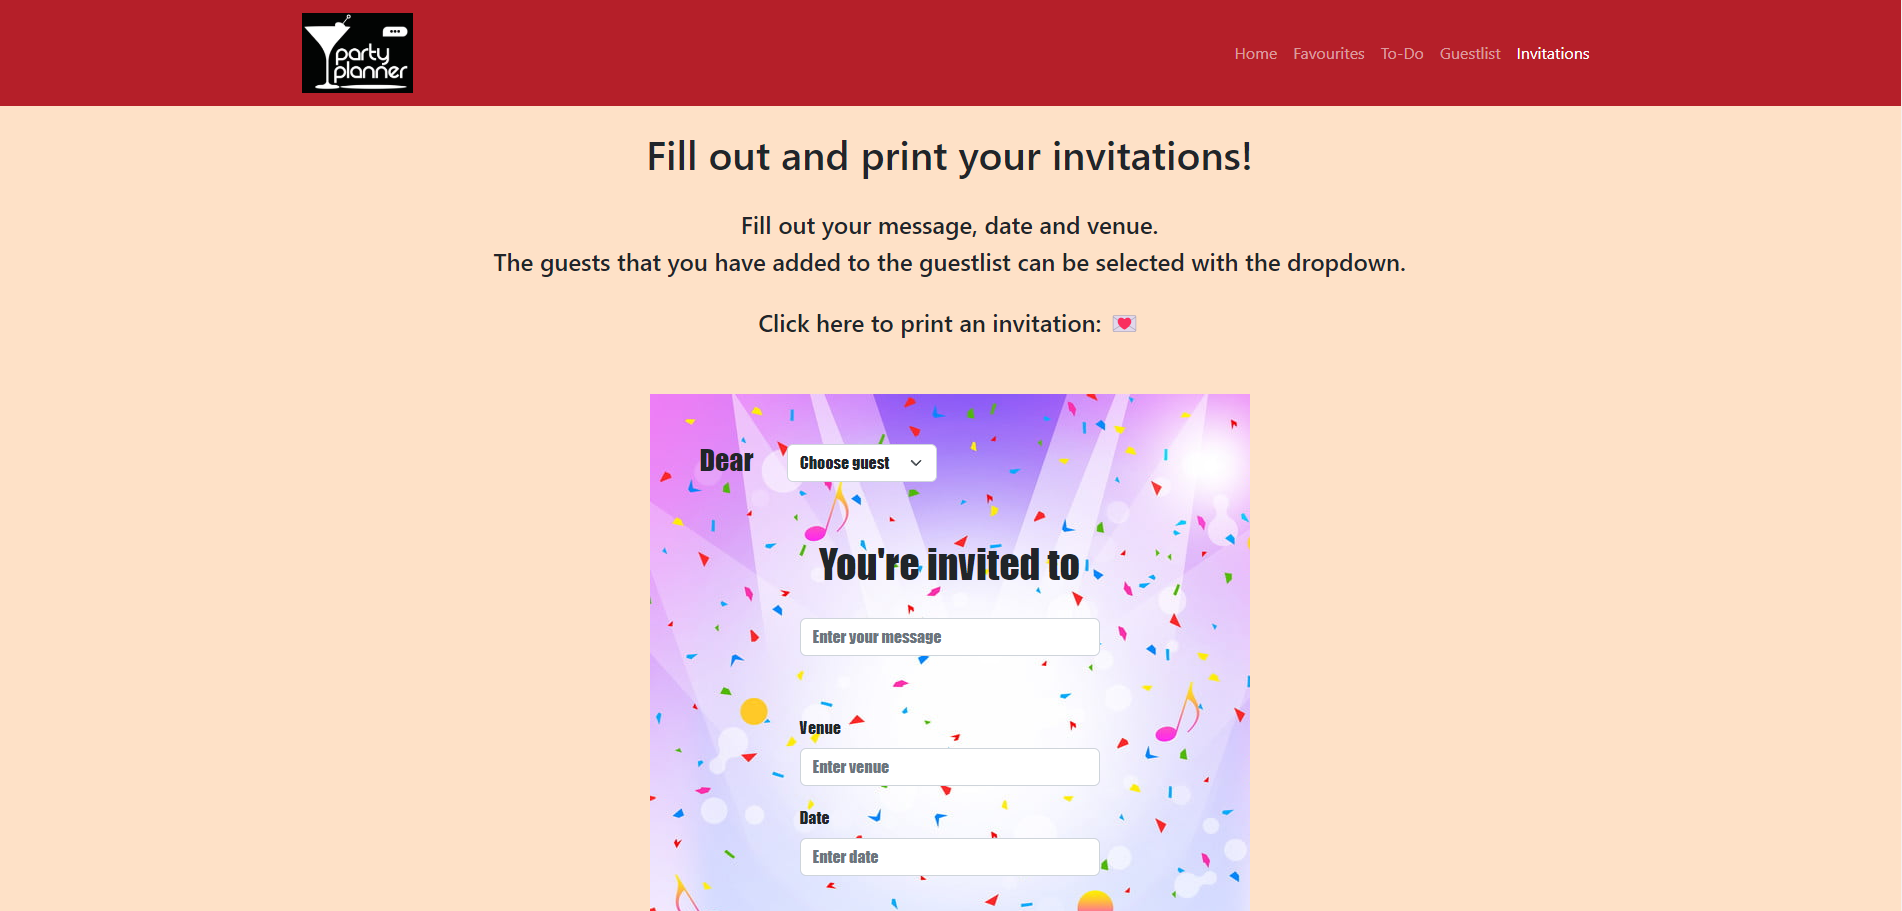 party
planner
Home Favourites To-Do Guestlist Invitations
Fill out and print your invitations!
Fill out your message, date and venue.
The guests that you have added to the guestlist can be selected with the dropdown.
Click here to print an invitation: 💌
Dear Choose guest
You're invited to
Enter your message
Venue
Enter venue
Date
Enter date